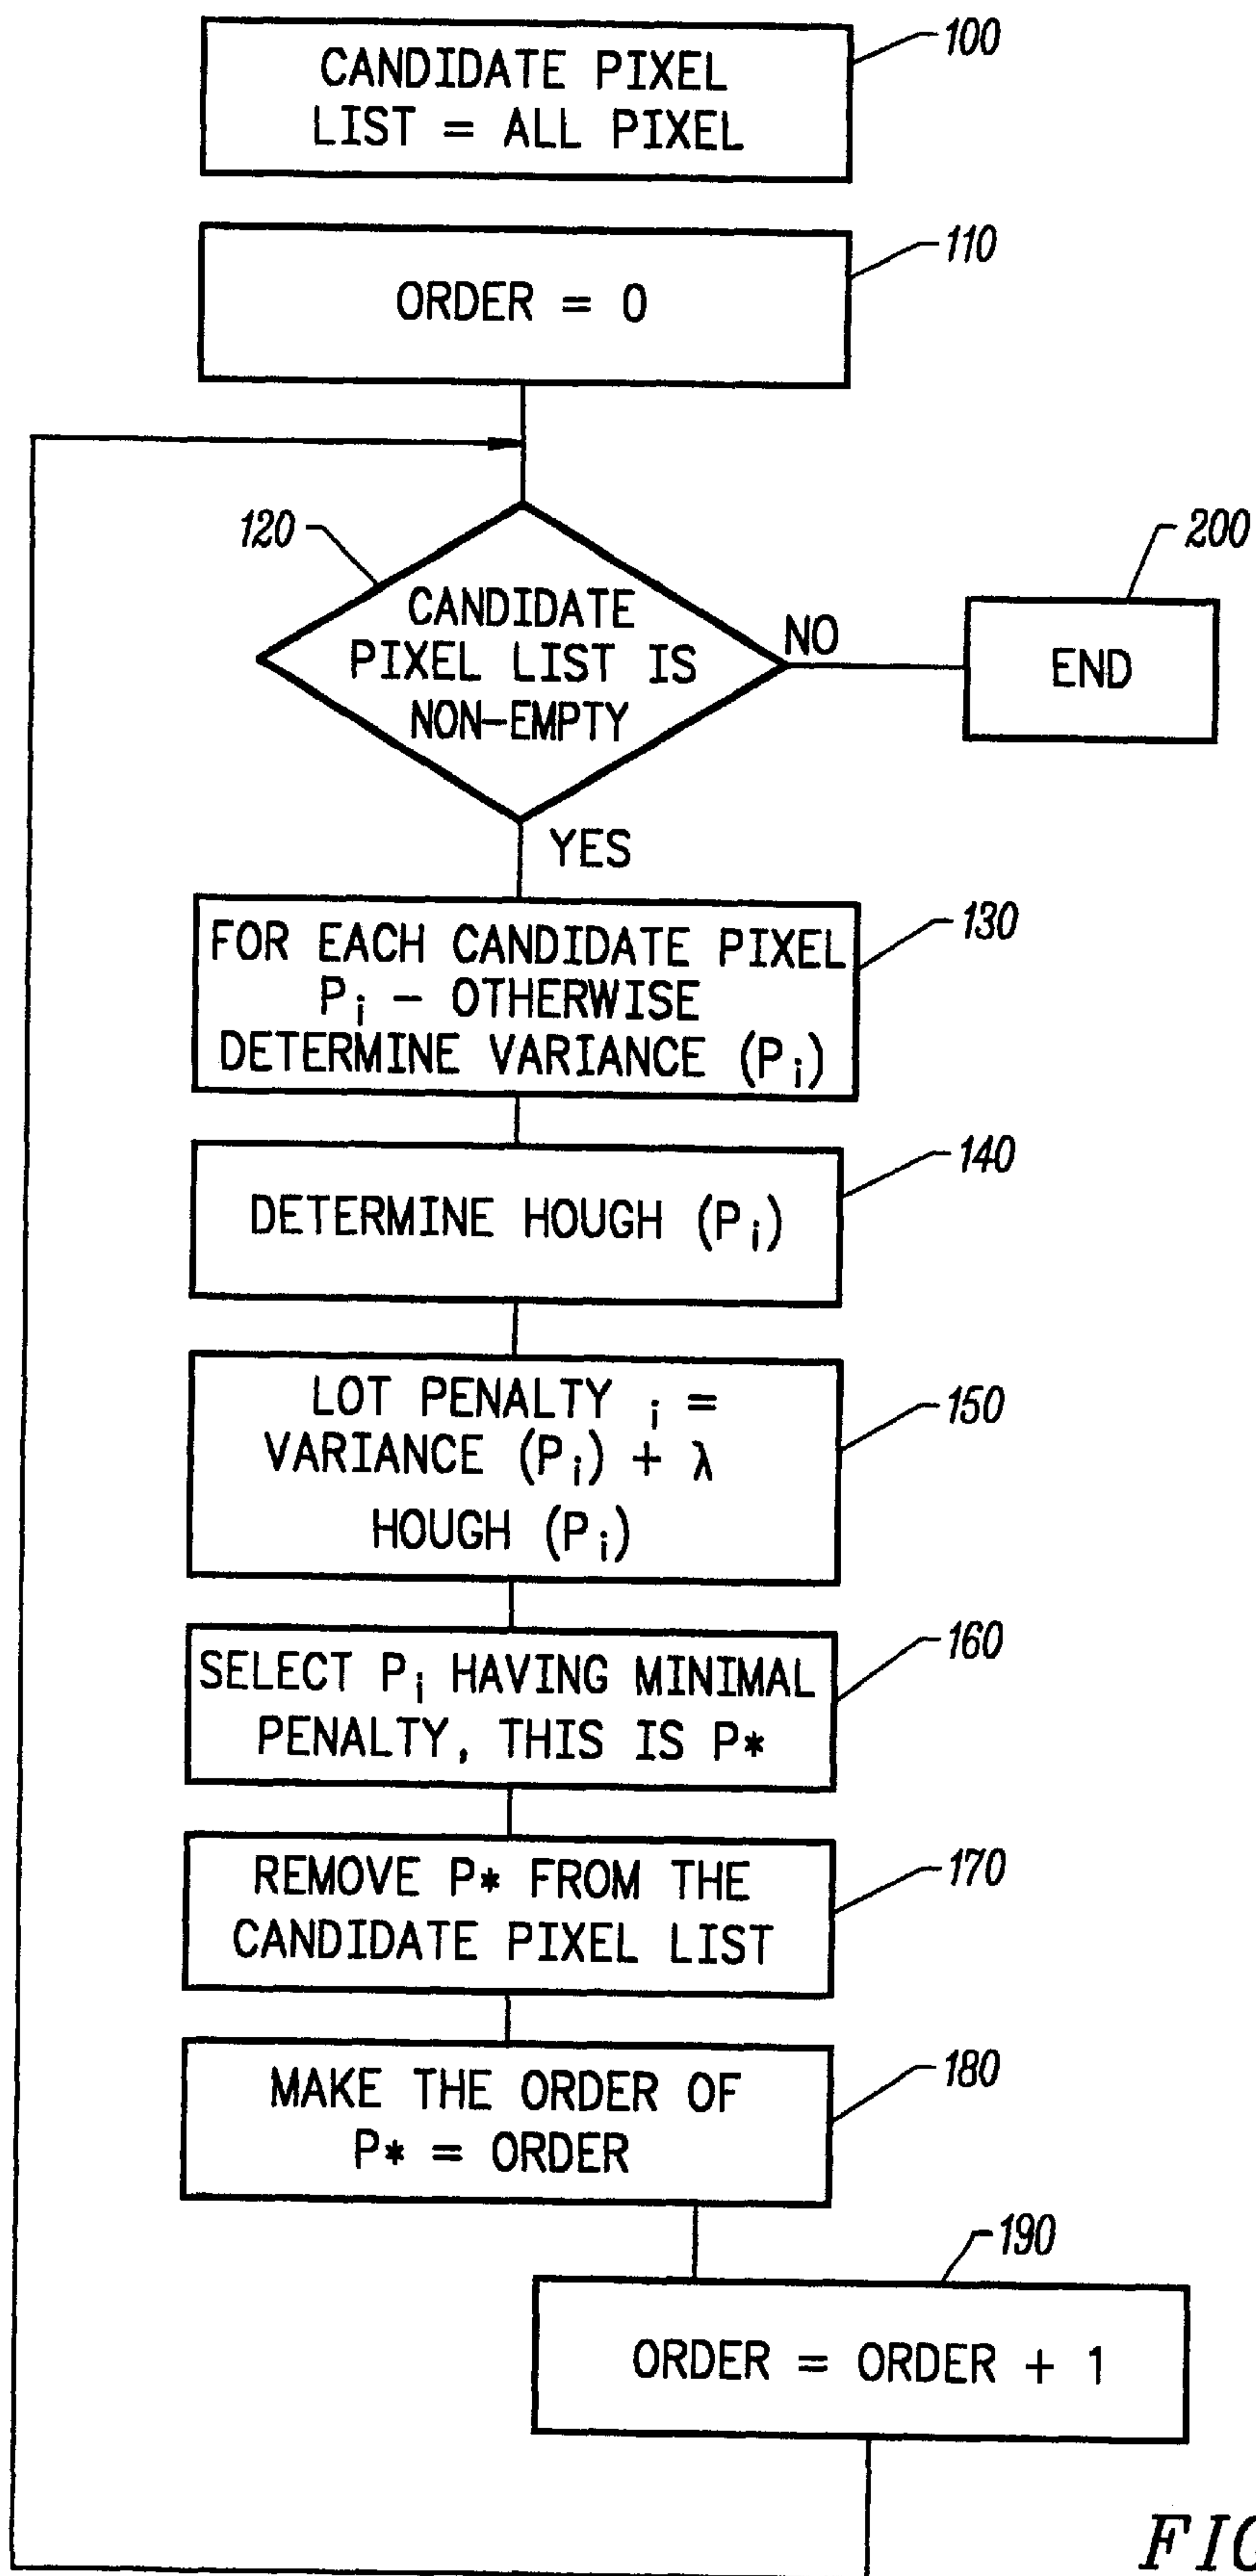 100
CANDIDATE PIXEL
LIST = ALL PIXEL
110
ORDER = 0
120
CANDIDATE
PIXEL LIST IS
NON-EMPTY
NO
200
END
YES
130
FOR EACH CANDIDATE PIXEL
Pi - OTHERWISE
DETERMINE VARIANCE (Pi)
140
DETERMINE HOUGH (Pi)
150
LOT PENALTY i =
VARIANCE (Pi) + λ
HOUGH (Pi)
160
SELECT Pi HAVING MINIMAL
PENALTY, THIS IS P*
170
REMOVE P* FROM THE
CANDIDATE PIXEL LIST
180
MAKE THE ORDER OF
P* = ORDER
190
ORDER = ORDER + 1